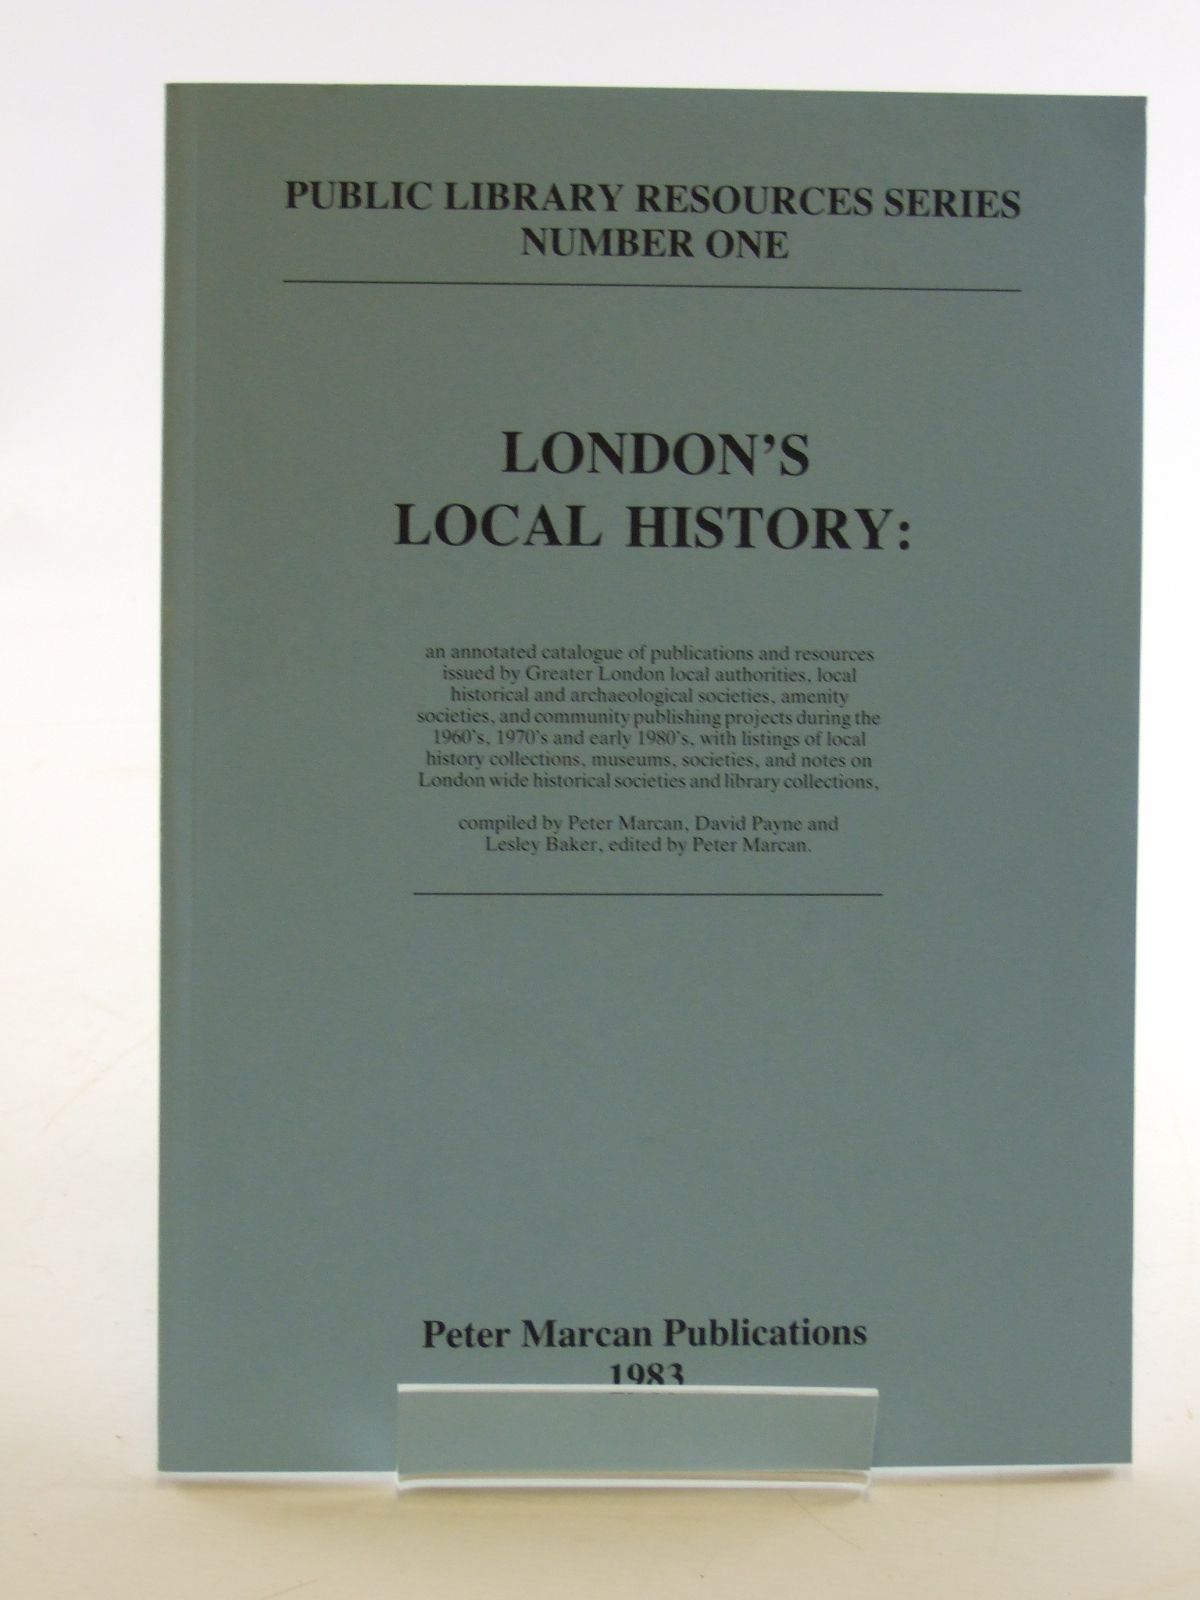 PUBLIC LIBRARY RESOURCES SERIES
NUMBER ONE
LONDON'S
LOCAL HISTORY:
an annotated catalogue of publications and resources
issued by Greater London local authorities, local
historical and archaeological societies, amenity
societies, and community publishing projects during the
1960's, 1970's and early 1980's, with listings of local
history collections, museums, societies, and notes on
London wide historical societies and library collections,
compiled by Peter Marcan, David Payne and
Lesley Baker, edited by Peter Marcan.
Peter Marcan Publications
1983